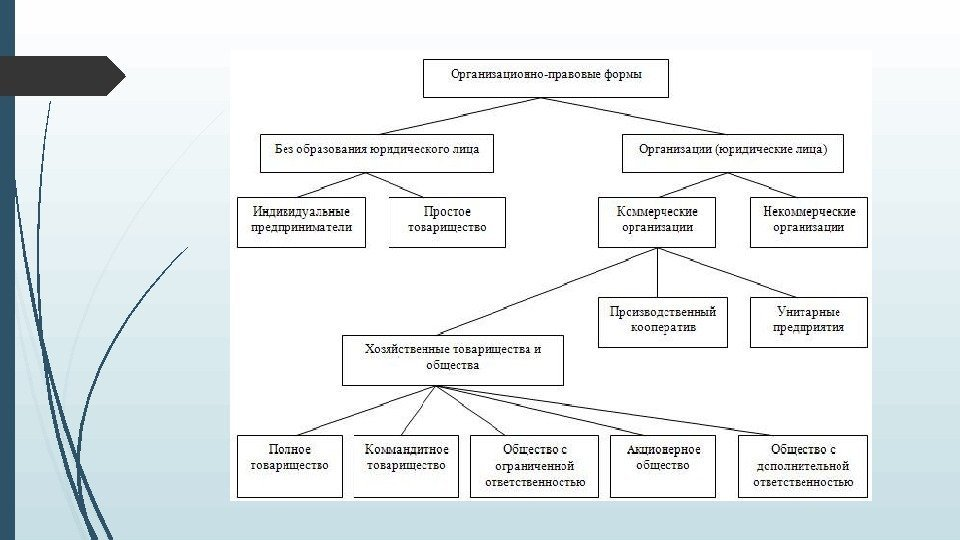 Организационно-правовые формы
Без образования юридического лица
Организации (юридические лица)
Индивидуальные
предприниматели
Простое
товарищество
Коммерческие
организации
Некоммерческие
организации
Производственный
кооператив
Унитарные
предприятия
Хозяйственные товарищества и
общества
Полное
товарищество
Коммандитное
товарищество
Общество с
ограниченной
ответственностью
Акционерное
общество
Общество с
дополнительной
ответственностью